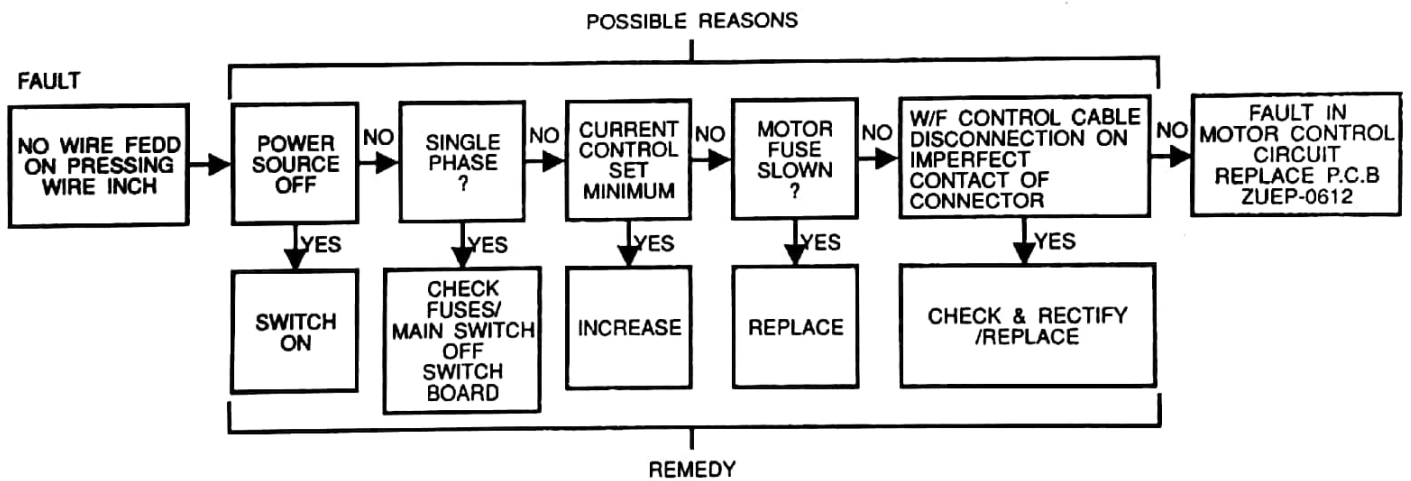 POSSIBLE REASONS
FAULT
NO WIRE FEDD
ON PRESSING
WIRE INCH
POWER
SOURCE
OFF
NO
SINGLE
PHASE
?
NO
CURRENT
CONTROL
SET
MINIMUM
NO
MOTOR
FUSE
SLOWN
?
NO
W/F CONTROL CABLE
DISCONNECTION ON
IMPERFECT
CONTACT OF
CONNECTOR
NO
FAULT IN
MOTOR CONTROL
CIRCUIT
REPLACE P.C.B
ZUEP-0612
YES
YES
YES
YES
YES
SWITCH
ON
CHECK
FUSES/
MAIN SWITCH
OFF
SWITCH
BOARD
INCREASE
REPLACE
CHECK & RECTIFY
/REPLACE
REMEDY